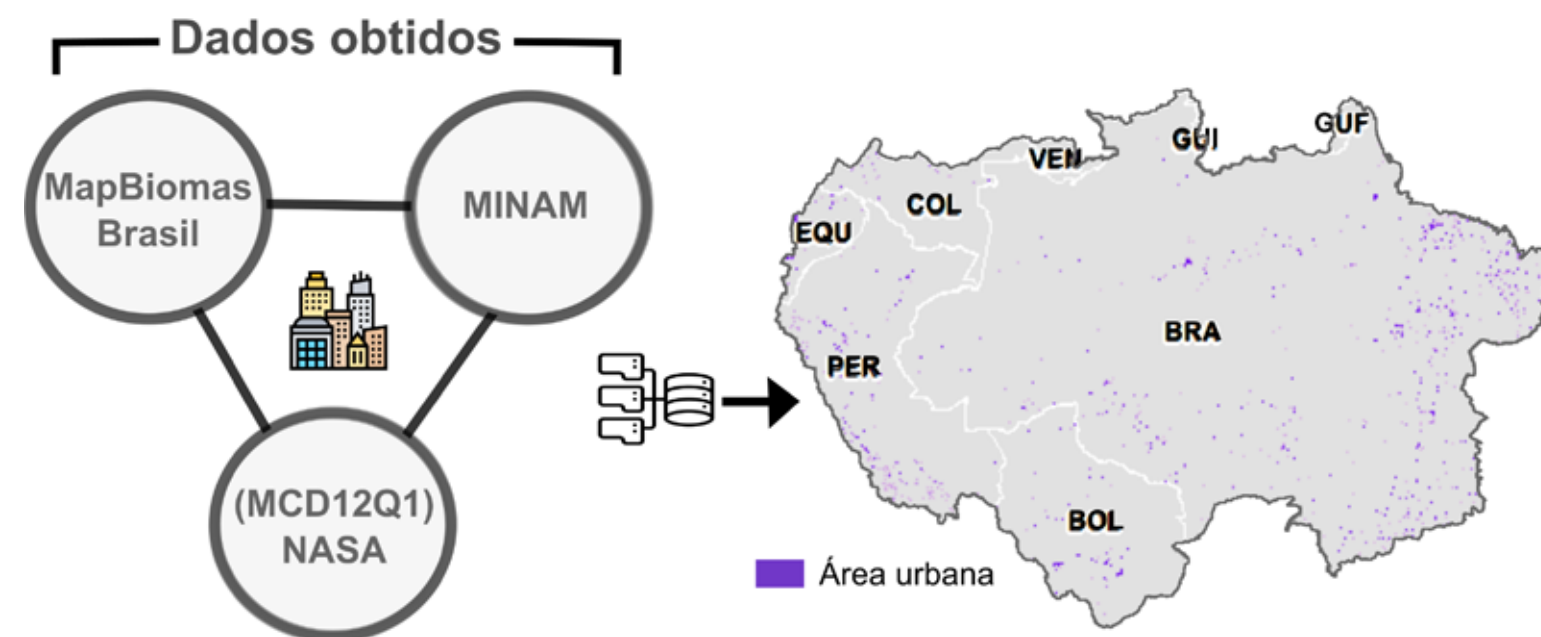 Dados obtidos
MapBiomas
Brasil
MINAM
(MCD12Q1)
NASA
GUF
GUI
VEN
COL
EQU
BRA
PER
BOL
Área urbana